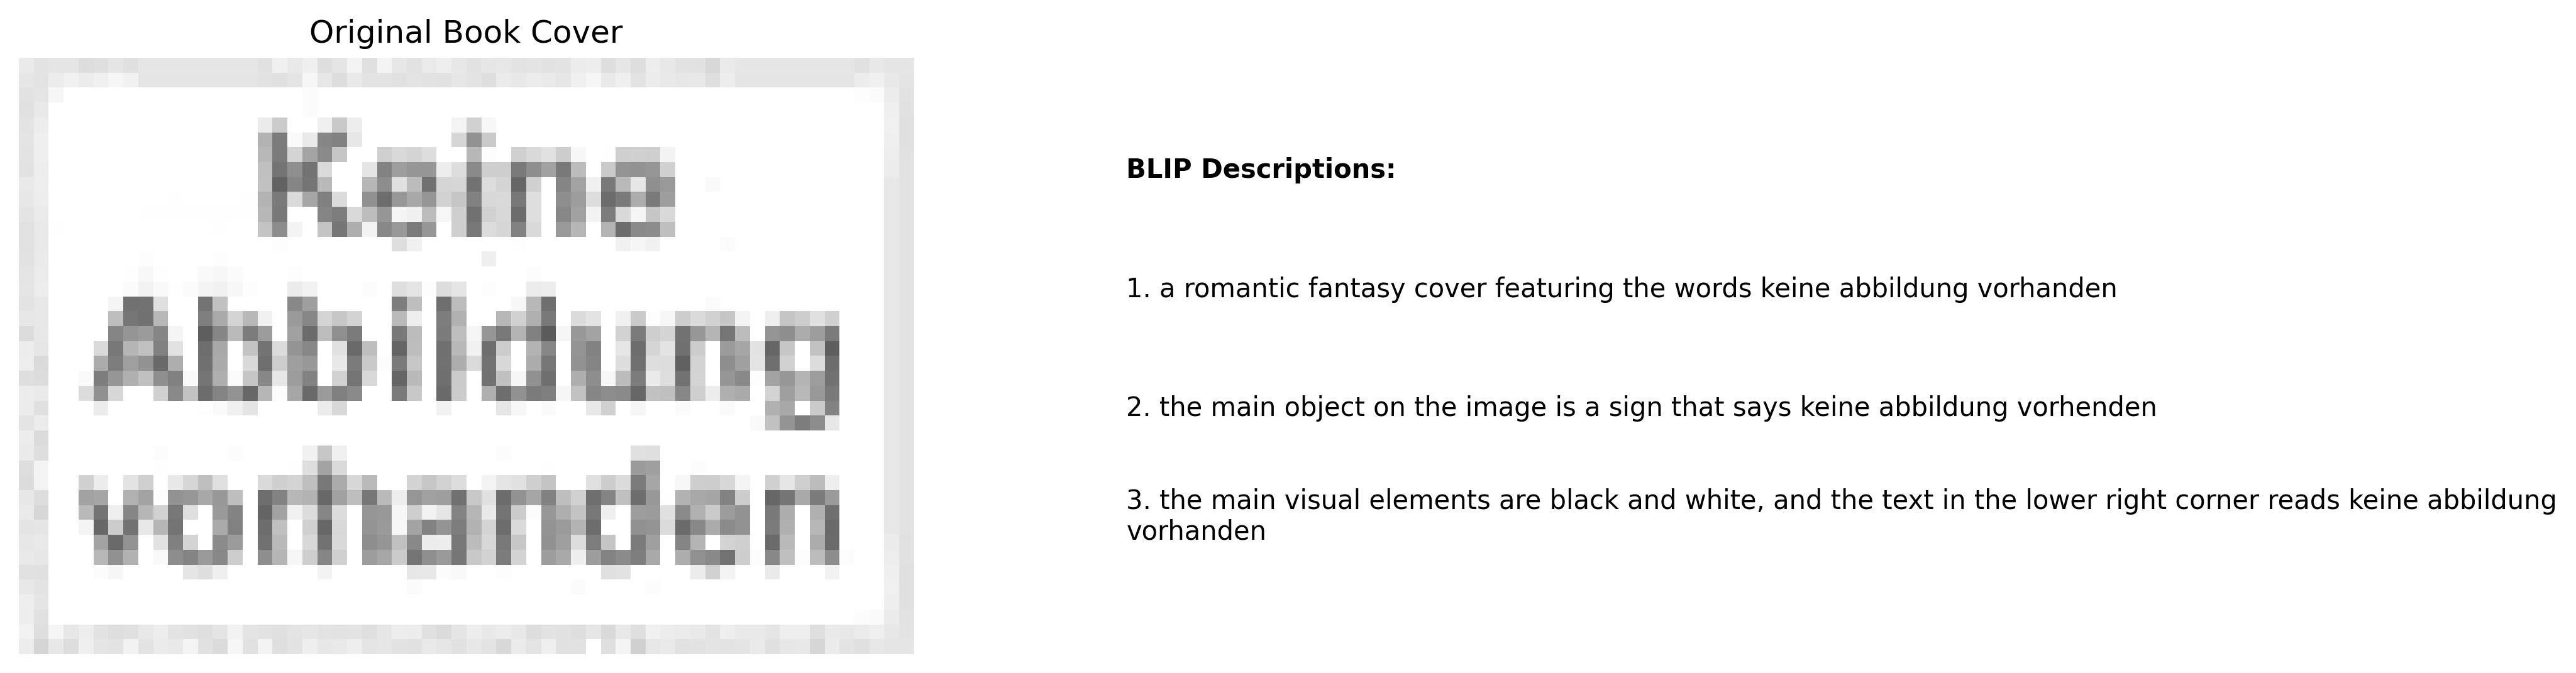 Original Book Cover
Keine
Abbildung
vorhanden
BLIP Descriptions:
1. a romantic fantasy cover featuring the words keine abbildung vorhanden
2. the main object on the image is a sign that says keine abbildung vorhenden
3. the main visual elements are black and white, and the text in the lower right corner reads keine abbildung
vorhanden